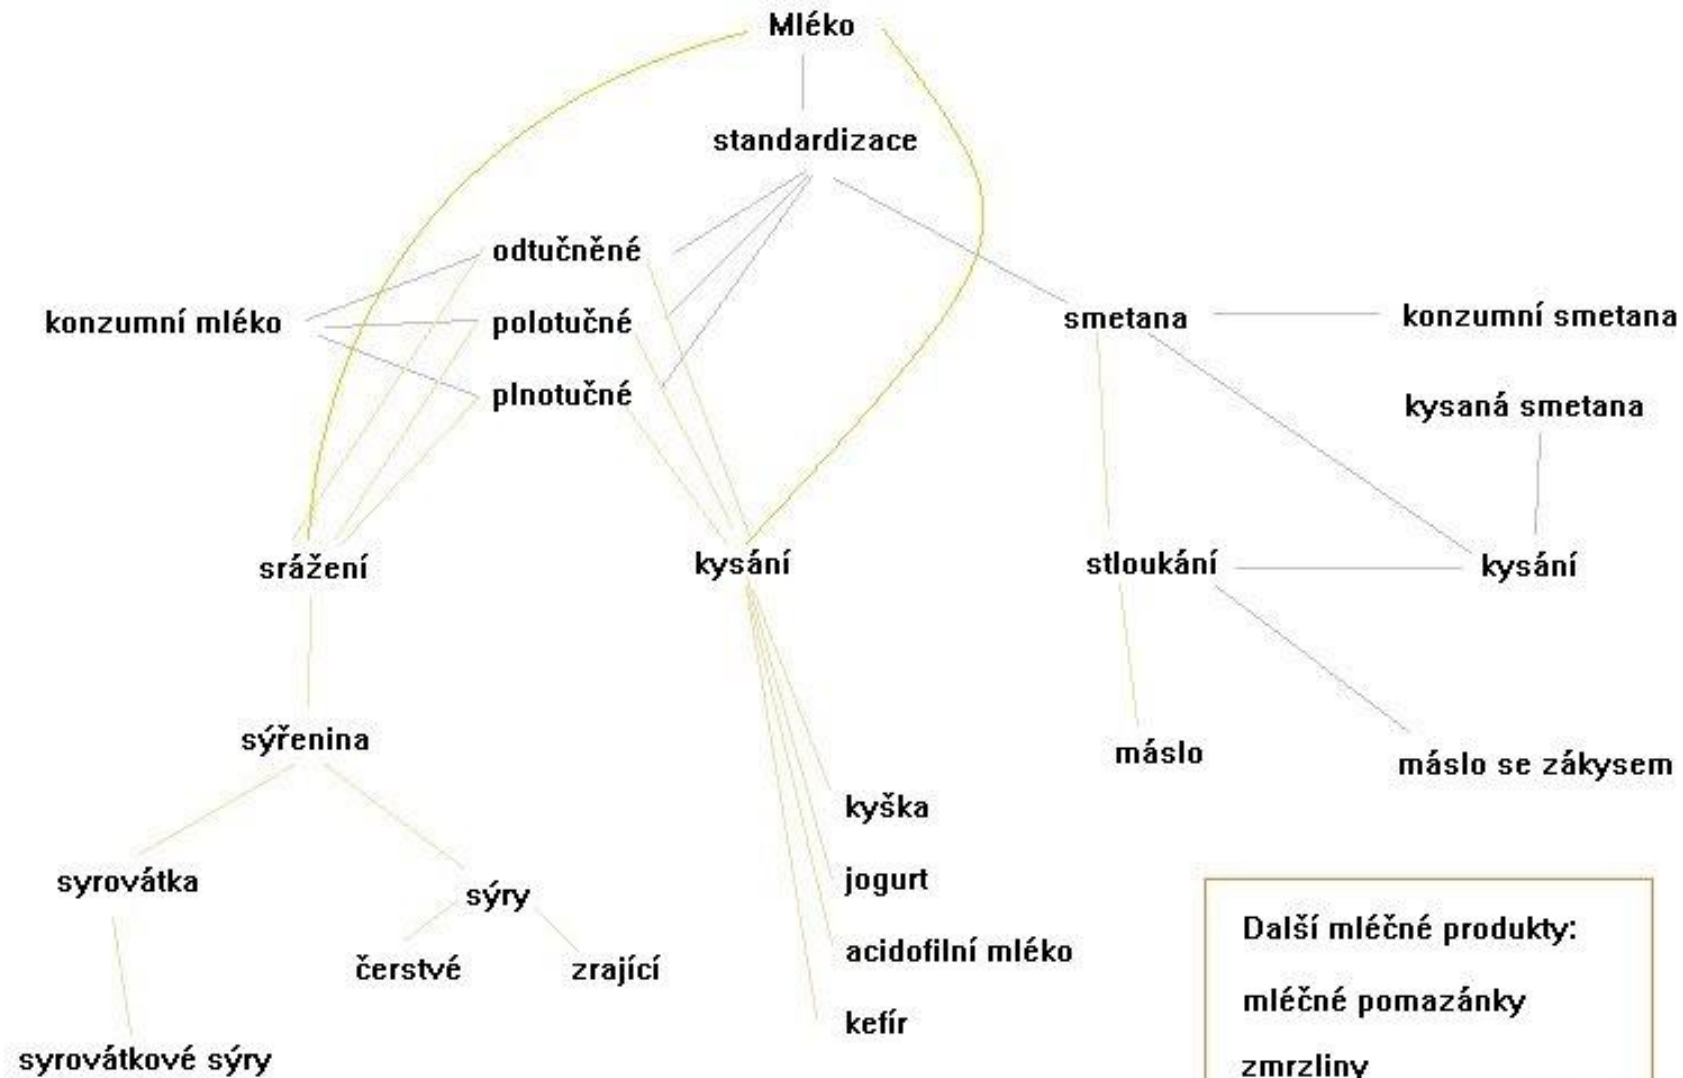 Mléko
standardizace
odtučněné
konzumní mléko
polotučné
plnotučné
smetana
konzumní smetana
kysaná smetana
srážení
kysání
stloukání
kysání
sýřenina
máslo
máslo se zákysem
kyška
syrovátka
sýry
jogurt
čerstvé
zrající
acidofilní mléko
kefír
syrovátkové sýry
Další mléčné produkty:
mléčné pomazánky
zmrzliny